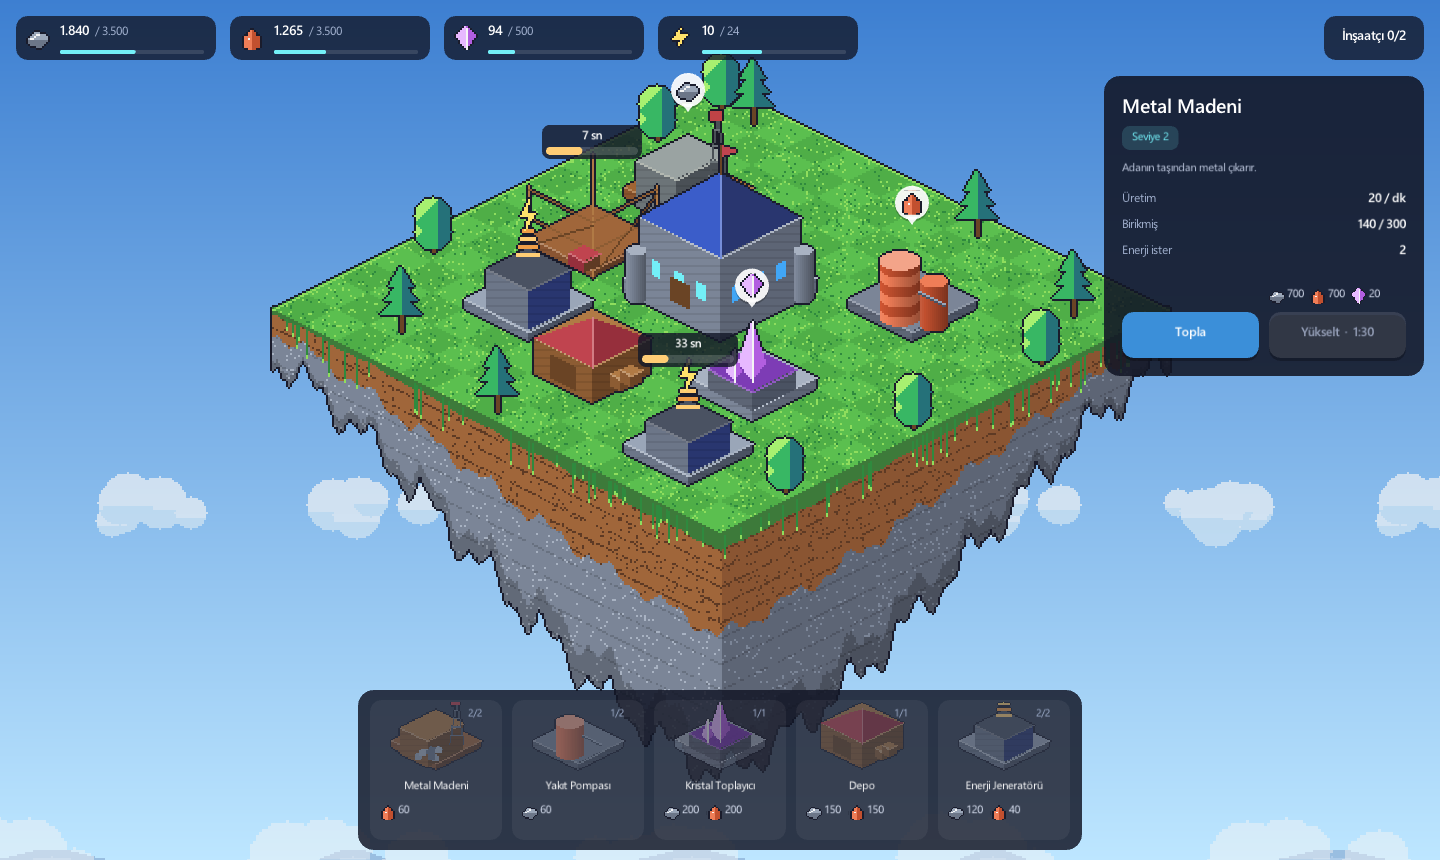 1.840 / 3.500
1.265 / 3.500
94 / 500
10 / 24
İnşaatçı 0/2
Metal Madeni
Seviye 2
Adanın taşından metal çıkarır.
Üretim 20 / dk
Birikmiş 140 / 300
Enerji ister 2
700 700 20
Topla
Yükselt · 1:30
7 sn
33 sn
2/2
Metal Madeni
60
1/2
Yakıt Pompası
60
1/1
Kristal Toplayıcı
200 200
1/1
Depo
150 150
2/2
Enerji Jeneratörü
120 40